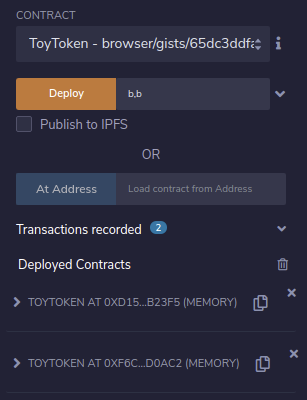 CONTRACT
ToyToken - browser/gists/65dc3ddfa
Deploy b,b
Publish to IPFS
OR
At Address Load contract from Address
Transactions recorded 2
Deployed Contracts
TOYTOKEN AT 0XD15...B23F5 (MEMORY)
TOYTOKEN AT 0XF6C...D0AC2 (MEMORY)